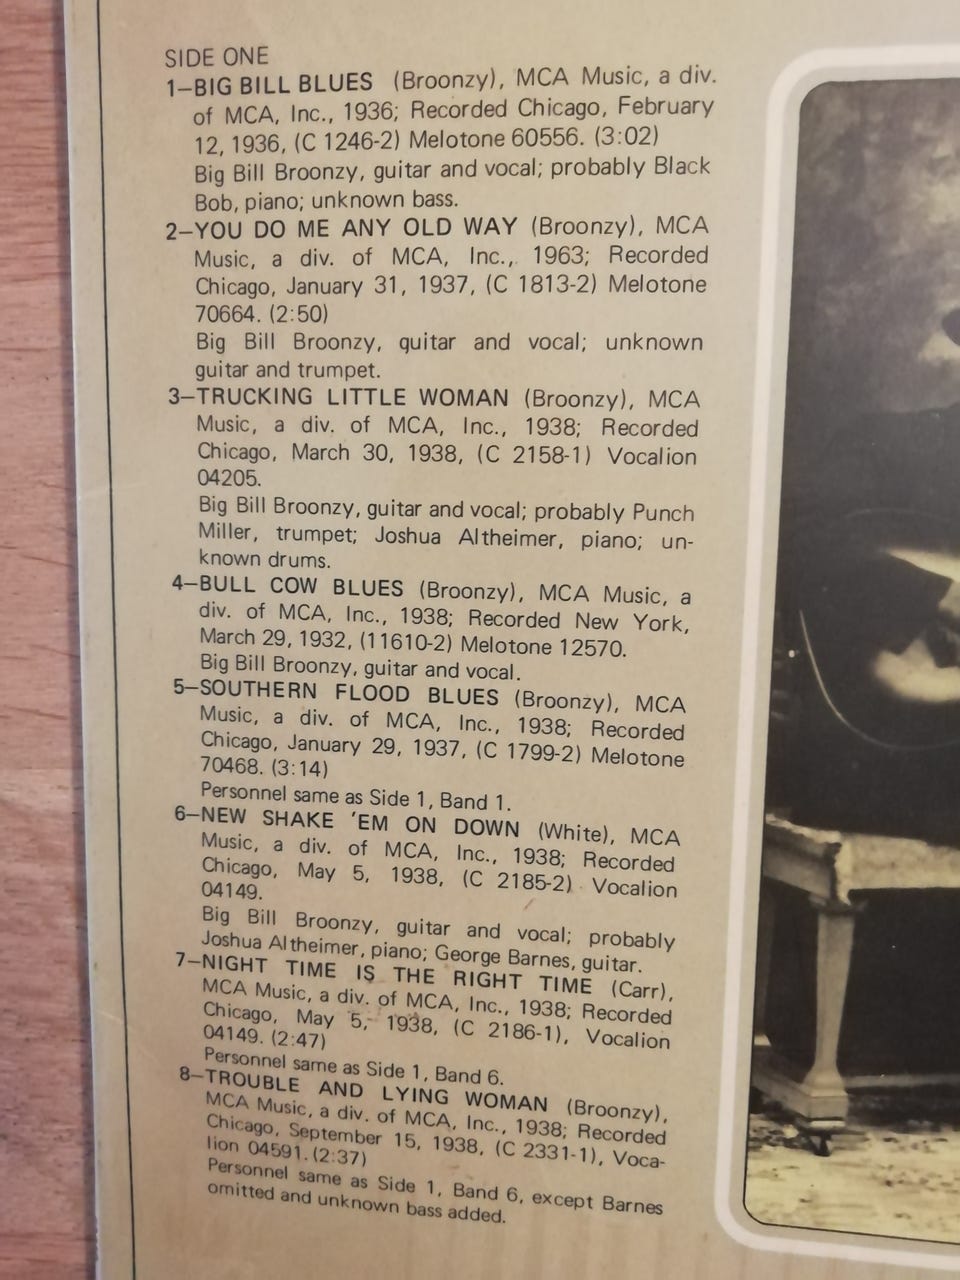 SIDE ONE
1—BIG BILL BLUES (Broonzy), MCA Music, a div.
of MCA, Inc., 1936; Recorded Chicago, February
12, 1936, (C 1246-2) Melotone 60556. (3:02)
Big Bill Broonzy, guitar and vocal; probably Black
Bob, piano; unknown bass.
2—YOU DO ME ANY OLD WAY (Broonzy), MCA
Music, a div. of MCA, Inc., 1963; Recorded
Chicago, January 31, 1937, (C 1813-2) Melotone
70664. (2:50)
Big Bill Broonzy, quitar and vocal; unknown
guitar and trumpet.
3—TRUCKING LITTLE WOMAN (Broonzy), MCA
Music, a div. of MCA, Inc., 1938; Recorded
Chicago, March 30, 1938, (C 2158-1) Vocalion
04205.
Big Bill Broonzy, guitar and vocal; probably Punch
Miller, trumpet; Joshua Altheimer, piano; un-
known drums.
4—BULL COW BLUES (Broonzy), MCA Music, a
div. of MCA, Inc., 1938; Recorded New York,
March 29, 1932, (11610-2) Melotone 12570.
Big Bill Broonzy, guitar and vocal.
5—SOUTHERN FLOOD BLUES (Broonzy), MCA
Music, a div. of MCA, Inc., 1938; Recorded
Chicago, January 29, 1937, (C 1799-2) Melotone
70468. (3:14)
Personnel same as Side 1, Band 1.
6—NEW SHAKE 'EM ON DOWN (White), MCA
Music, a div. of MCA, Inc., 1938; Recorded
Chicago, May 5, 1938, (C 2185-2) Vocalion
04149.
Big Bill Broonzy, guitar and vocal; probably
Joshua Altheimer, piano; George Barnes, guitar.
7—NIGHT TIME IS THE RIGHT TIME (Carr),
MCA Music, a div. of MCA, Inc., 1938; Recorded
Chicago, May 5, 1938, (C 2186-1), Vocalion
04149. (2:47)
Personnel same as Side 1, Band 6.
8—TROUBLE AND LYING WOMAN (Broonzy),
MCA Music, a div. of MCA, Inc., 1938; Recorded
Chicago, September 15, 1938, (C 2331-1), Voca-
lion 04591. (2:37)
Personnel same as Side 1, Band 6, except Barnes
omitted and unknown bass added.